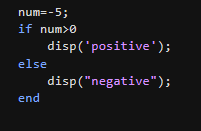 num=-5;
if num>0
    disp('positive');
else
    disp("negative");
end